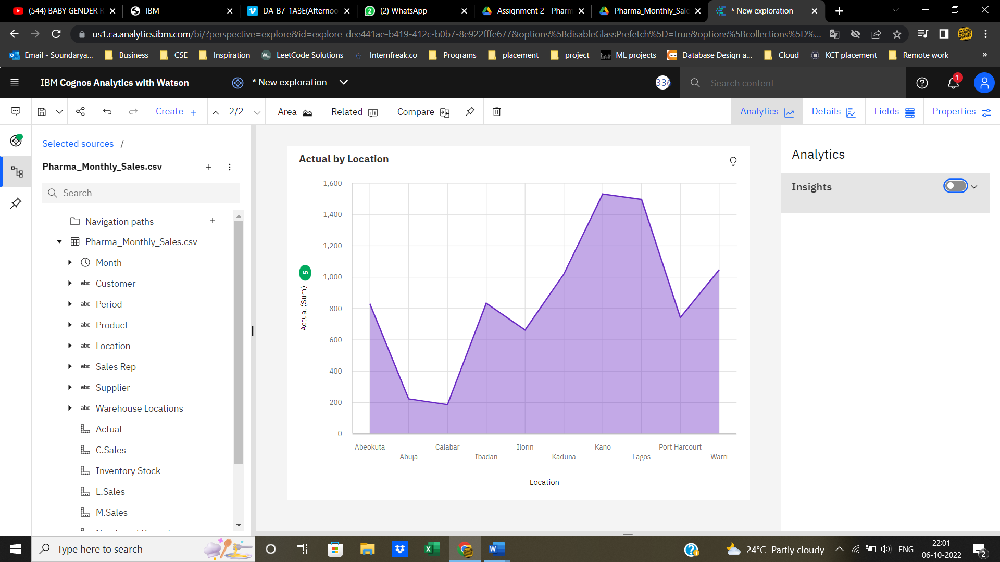 (544) BABY GENDER R
IBM
DA-B7-1A3E(Afternoo
(2) WhatsApp
Assignment 2 - Pharm
Pharma_Monthly_Sale
* New exploration
us1.ca.analytics.ibm.com/bi/?perspective=explore&id=explore_dee441ae-b419-412c-b0b7-8e922fffe677&options%5BdisableGlassPrefetch%5D=true&options%5Bcollections%5D%...
Email - Soundarya...
Business
CSE
Inspiration
LeetCode Solutions
Internfreak.co
Programs
placement
project
ML projects
Database Design a...
Cloud
KCT placement
Remote work
»
IBM Cognos Analytics with Watson
* New exploration
336
Search content
1
Create +
2/2
Area
Related
Compare
Analytics
Details
Fields
Properties
Selected sources /
Pharma_Monthly_Sales.csv
Search
Navigation paths
Pharma_Monthly_Sales.csv
Month
abc Customer
abc Period
abc Product
abc Location
abc Sales Rep
abc Supplier
abc Warehouse Locations
Actual
C.Sales
Inventory Stock
L.Sales
M.Sales
Actual by Location
1,600
1,400
1,200
1,000
800
600
400
200
0
5
Actual (Sum)
Abeokuta
Abuja
Calabar
Ibadan
Ilorin
Kaduna
Kano
Lagos
Port Harcourt
Warri
Location
Analytics
Insights
Type here to search
24°C Partly cloudy
ENG
22:01
06-10-2022
2